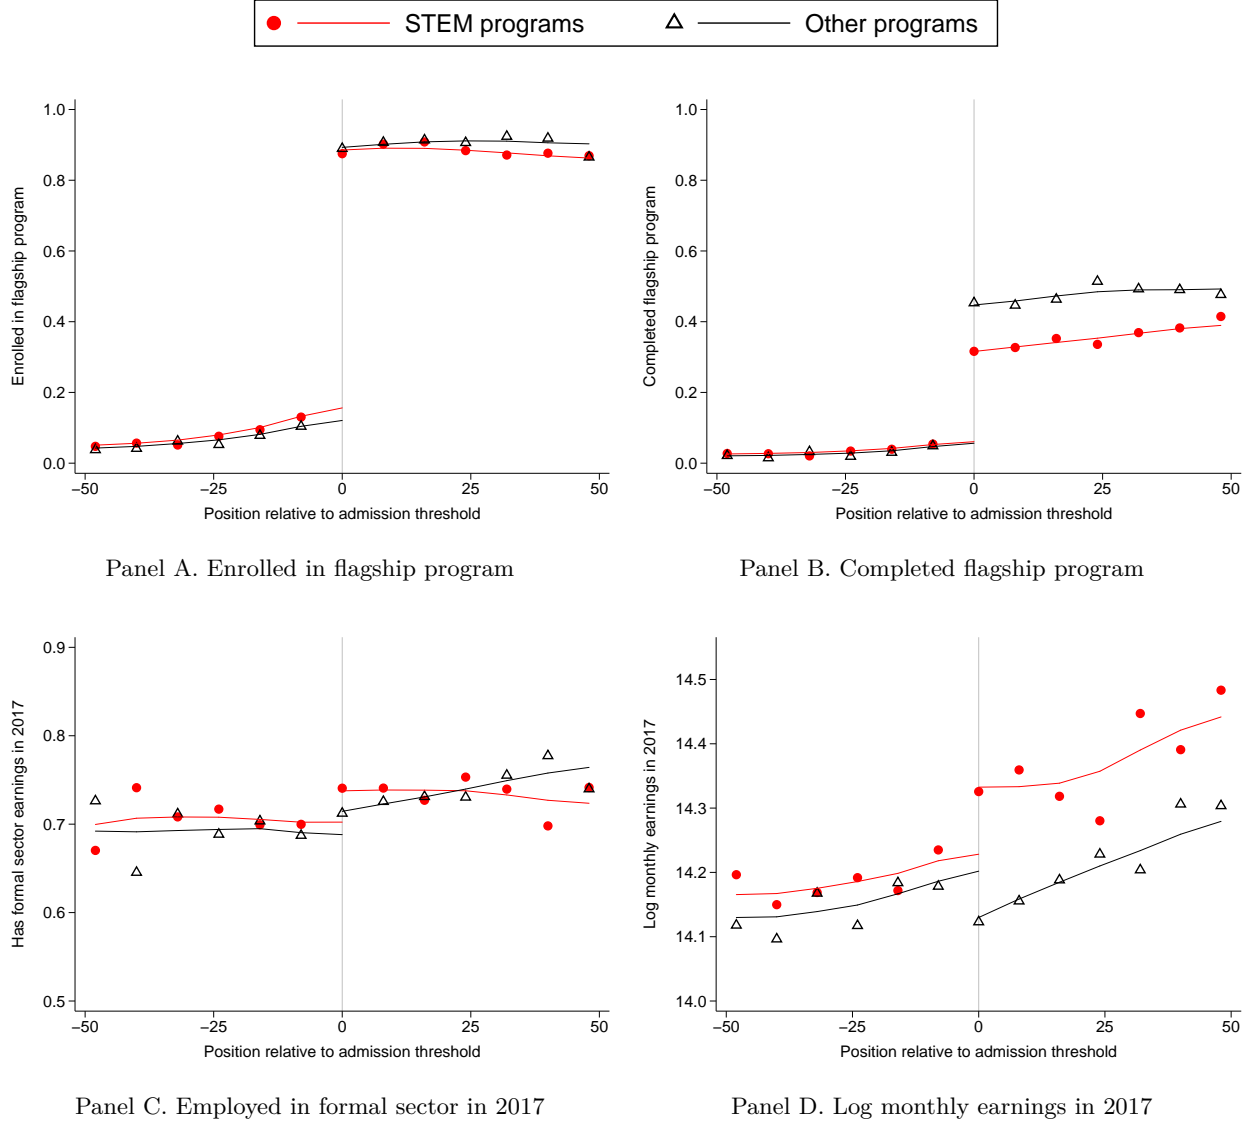 STEM programs Other programs
Enrolled in flagship program
1.0
0.8
0.6
0.4
0.2
0.0
−50 −25 0 25 50
Position relative to admission threshold
Panel A. Enrolled in flagship program
Completed flagship program
1.0
0.8
0.6
0.4
0.2
0.0
−50 −25 0 25 50
Position relative to admission threshold
Panel B. Completed flagship program
Has formal sector earnings in 2017
0.9
0.8
0.7
0.6
0.5
−50 −25 0 25 50
Position relative to admission threshold
Panel C. Employed in formal sector in 2017
Log monthly earnings in 2017
14.5
14.4
14.3
14.2
14.1
14.0
−50 −25 0 25 50
Position relative to admission threshold
Panel D. Log monthly earnings in 2017